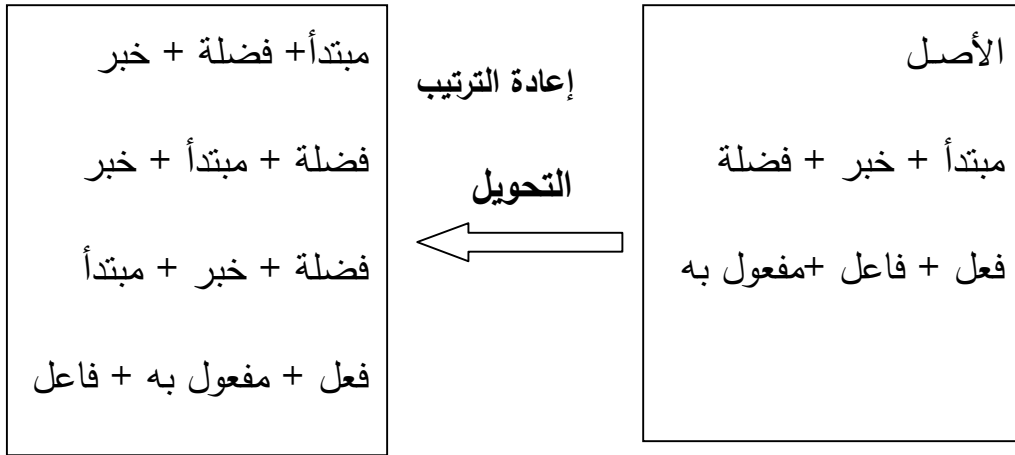 الأصـل
مبتدأ + خبر + فضلة
فعل + فاعل +مفعول به
إعادة الترتيب
التحويل
مبتدأ+ فضلة + خبر
فضلة + مبتدأ + خبر
فضلة + خبر + مبتدأ
فعل + مفعول به + فاعل